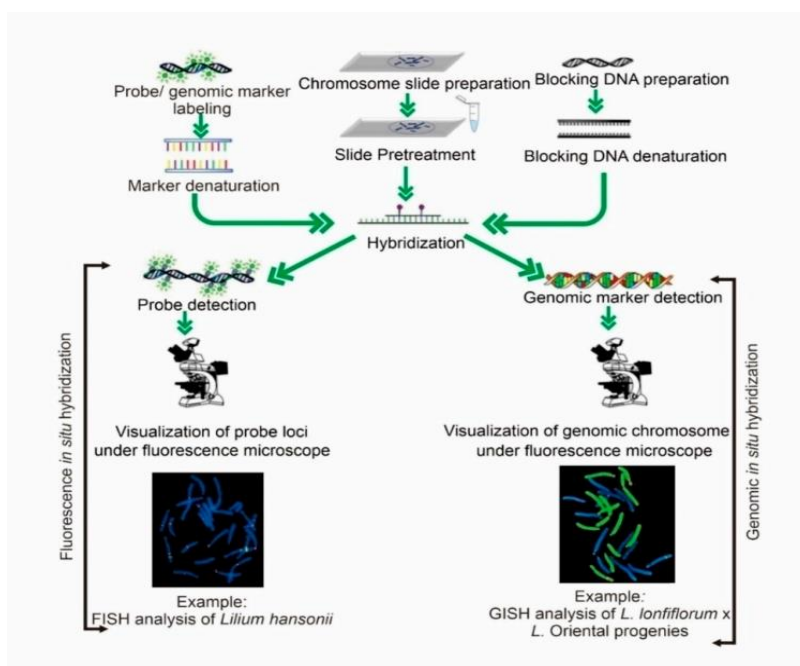 Probe/ genomic marker
labeling
Chromosome slide preparation
Blocking DNA preparation
Marker denaturation
Slide Pretreatment
Blocking DNA denaturation
Hybridization
Probe detection
Genomic marker detection
Fluorescence in situ hybridization
Visualization of probe loci
under fluorescence microscope
Visualization of genomic chromosome
under fluorescence microscope
Genomic in situ hybridization
Example:
FISH analysis of Lilium hansonii
Example:
GISH analysis of L. lonfiflorum x
L. Oriental progenies